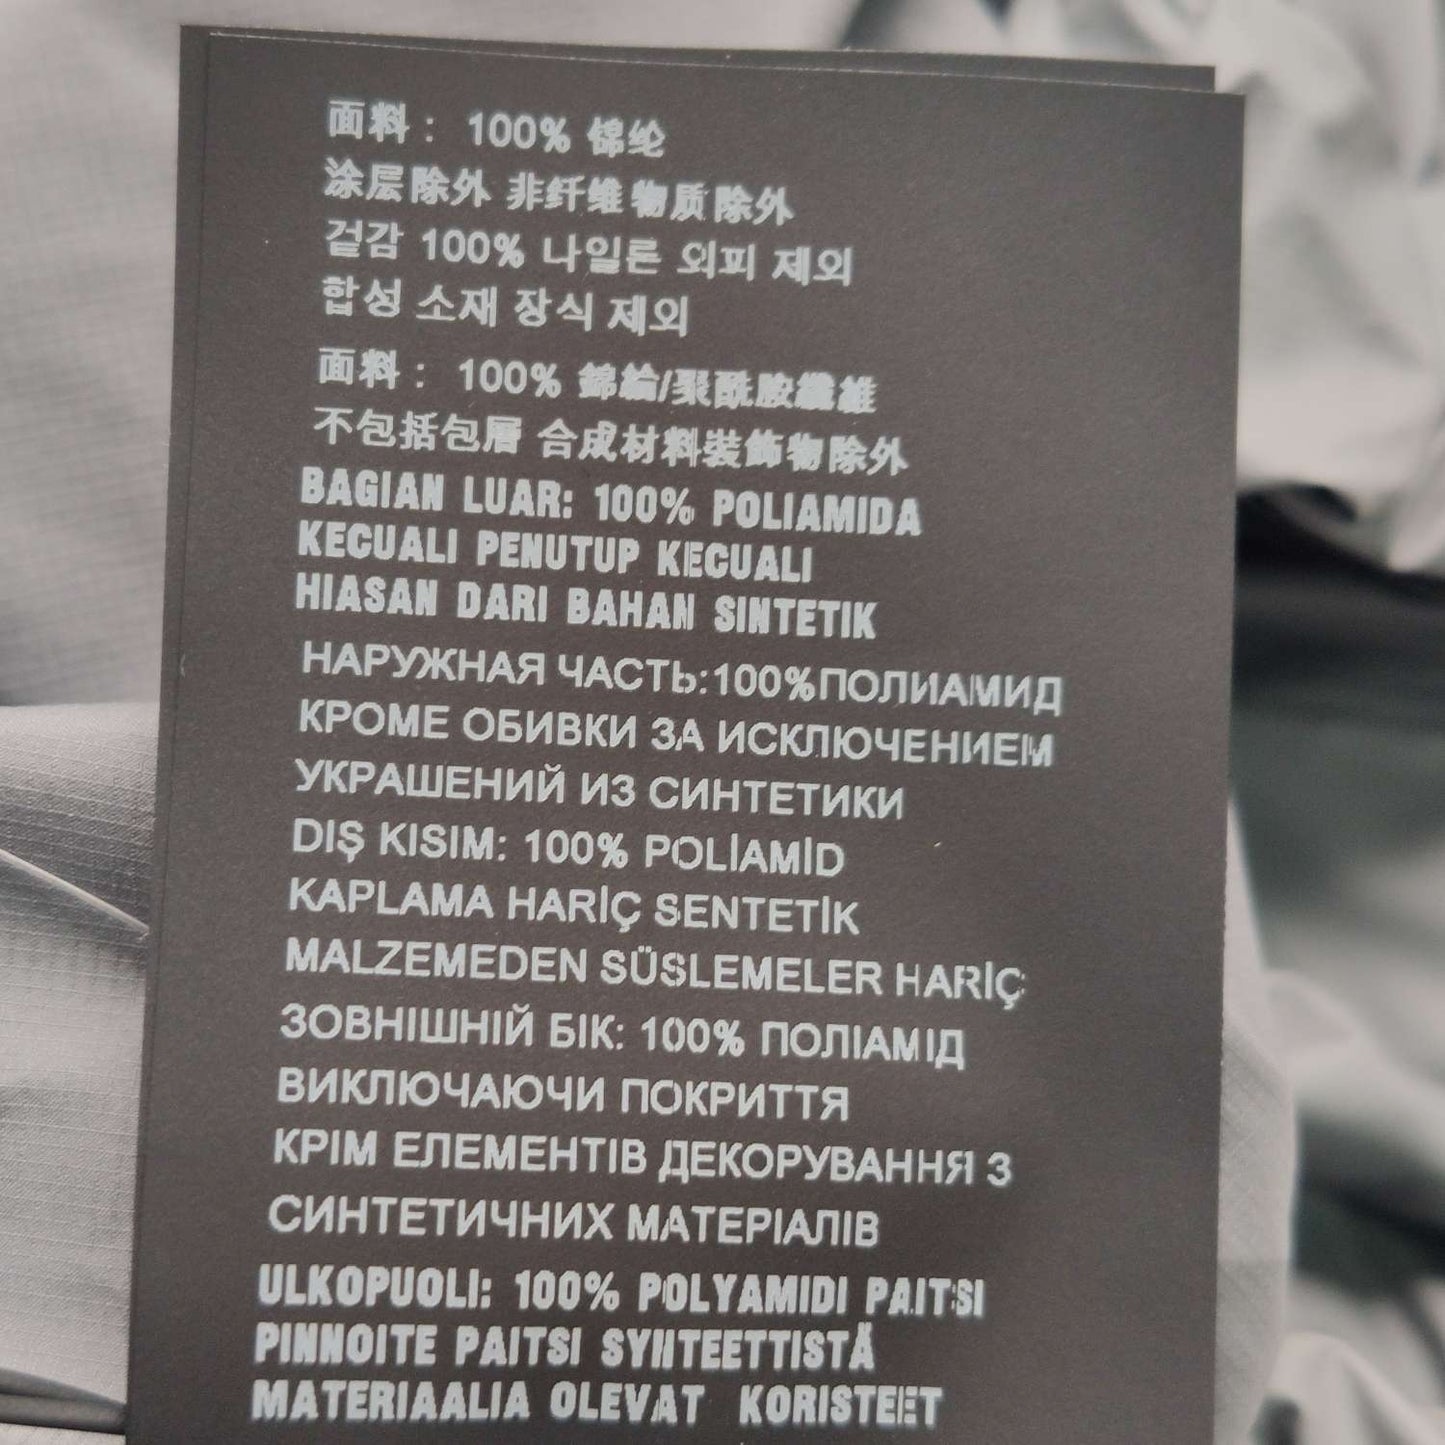 面料： 100% 锦纶
涂层除外 非纤维物质除外
겉감 100% 나일론 외피 제외
합성 소재 장식 제외
面料： 100% 錦綸/聚酰胺纖維
不包括包層 合成材料裝飾物除外
BAGIAN LUAR: 100% POLIAMIDA
KECUALI PENUTUP KECUALI
HIASAN DARI BAHAN SINTETIK
НАРУЖНАЯ ЧАСТЬ:100%ПОЛИАМИД
КРОМЕ ОБИВКИ ЗА ИСКЛЮЧЕНИЕМ
УКРАШЕНИЙ ИЗ СИНТЕТИКИ
DIŞ KISIM: 100% POLİAMİD
KAPLAMA HARİÇ SENTETİK
MALZEMEDEN SÜSLEMELER HARİÇ
ЗОВНІШНІЙ БІК: 100% ПОЛІАМІД
ВИКЛЮЧАЮЧИ ПОКРИТТЯ
КРІМ ЕЛЕМЕНТІВ ДЕКОРУВАННЯ З
СИНТЕТИЧНИХ МАТЕРІАЛІВ
ULKOPUOLI: 100% POLYAMIDI PAITSI
PINNOITE PAITSI SYNTEETTISTÄ
MATERIAALIA OLEVAT KORISTEET